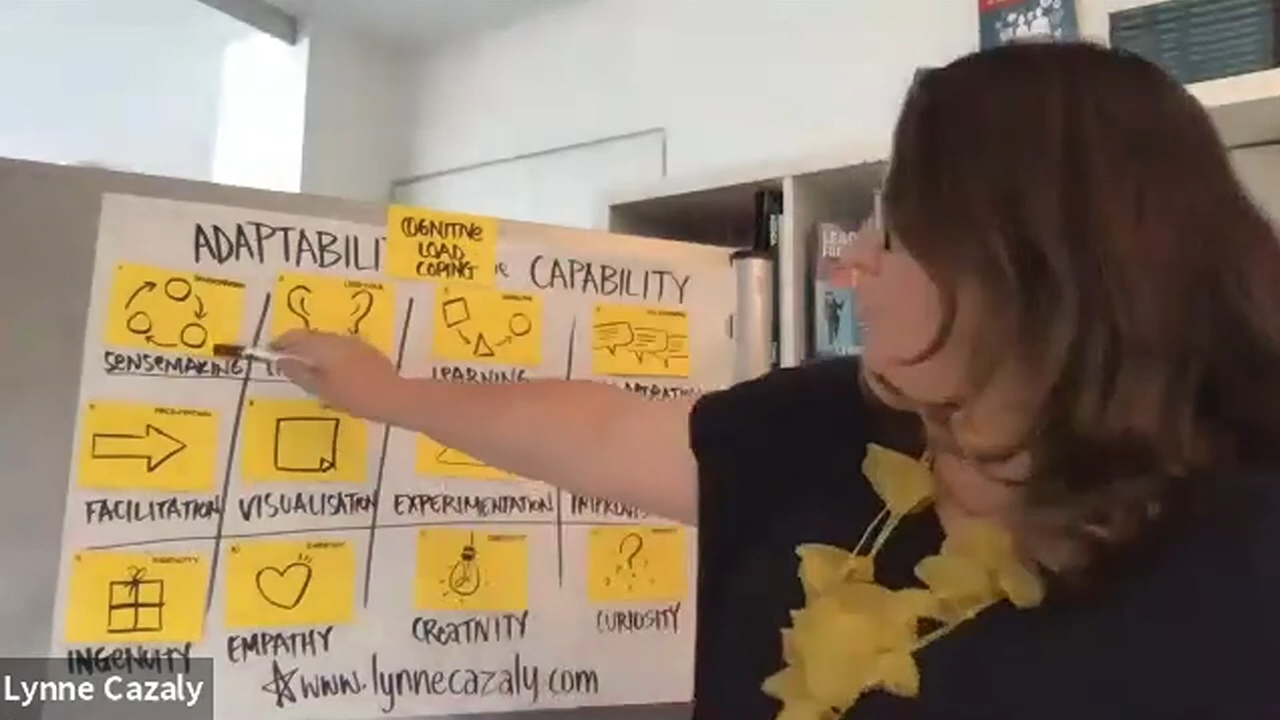 COGNITIVE
LOAD
COPING
ADAPTABILI CAPABILITY
SENSEMAKING
LEARNING
FACILITATION
VISUALISATION
EXPERIMENTATION
INGENUITY
EMPATHY
CREATIVITY
CURIOSITY
www.lynnecazaly.com
Lynne Cazaly